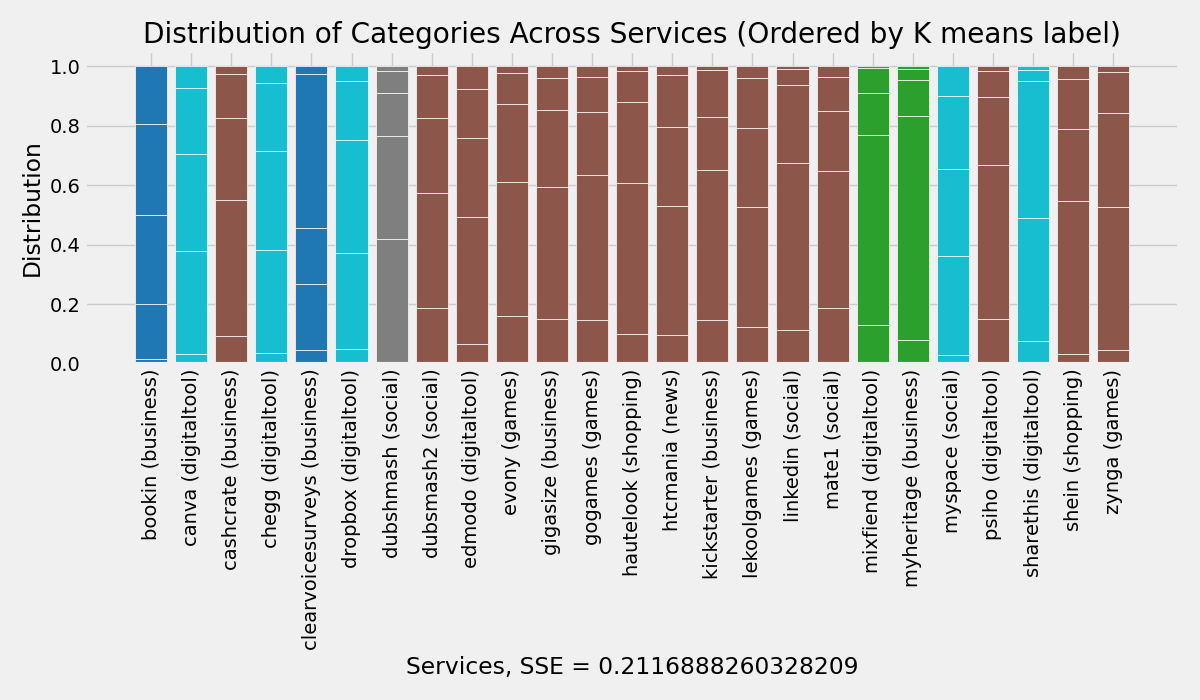 Distribution of Categories Across Services (Ordered by K means label)
Distribution
1.0
0.8
0.6
0.4
0.2
0.0
bookin (business)
canva (digitaltool)
cashcrate (business)
chegg (digitaltool)
clearvoicesurveys (business)
dropbox (digitaltool)
dubshmash (social)
dubsmash2 (social)
edmodo (digitaltool)
evony (games)
gigasize (business)
gogames (games)
hautelook (shopping)
htcmania (news)
kickstarter (business)
lekoolgames (games)
linkedin (social)
mate1 (social)
mixfiend (digitaltool)
myheritage (business)
myspace (social)
psiho (digitaltool)
sharethis (digitaltool)
shein (shopping)
zynga (games)
Services, SSE = 0.2116888260328209